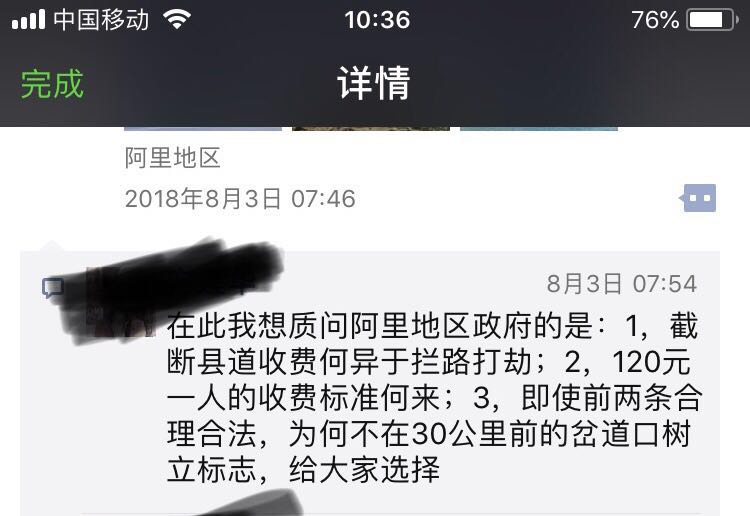 中国移动 10:36 76%
完成 详情
阿里地区
2018年8月3日 07:46
8月3日 07:54
在此我想质问阿里地区政府的是：1，截
断县道收费何异于拦路打劫；2，120元
一人的收费标准何来；3，即使前两条合
理合法，为何不在30公里前的岔道口树
立标志，给大家选择